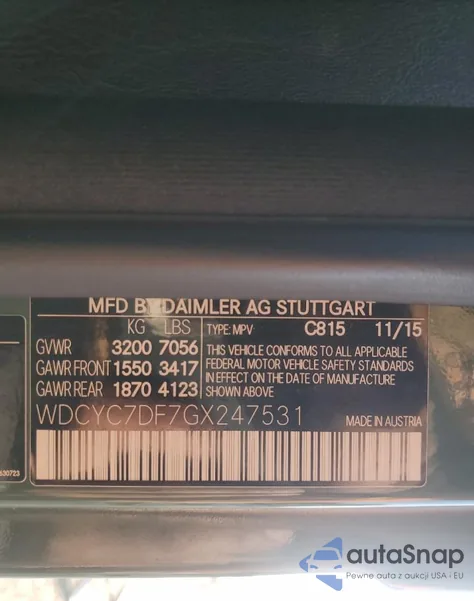 MFD BY DAIMLER AG STUTTGART
KG LBS TYPE: MPV C815 11/15
GVWR 3200 7056 THIS VEHICLE CONFORMS TO ALL APPLICABLE
GAWR FRONT 1550 3417 FEDERAL MOTOR VEHICLE SAFETY STANDARDS
GAWR REAR 1870 4123 IN EFFECT ON THE DATE OF MANUFACTURE
SHOWN ABOVE.
WDCYC7DF7GX247531 MADE IN AUSTRIA
630723
autoSnap
Pewne auta z aukcji USA i EU